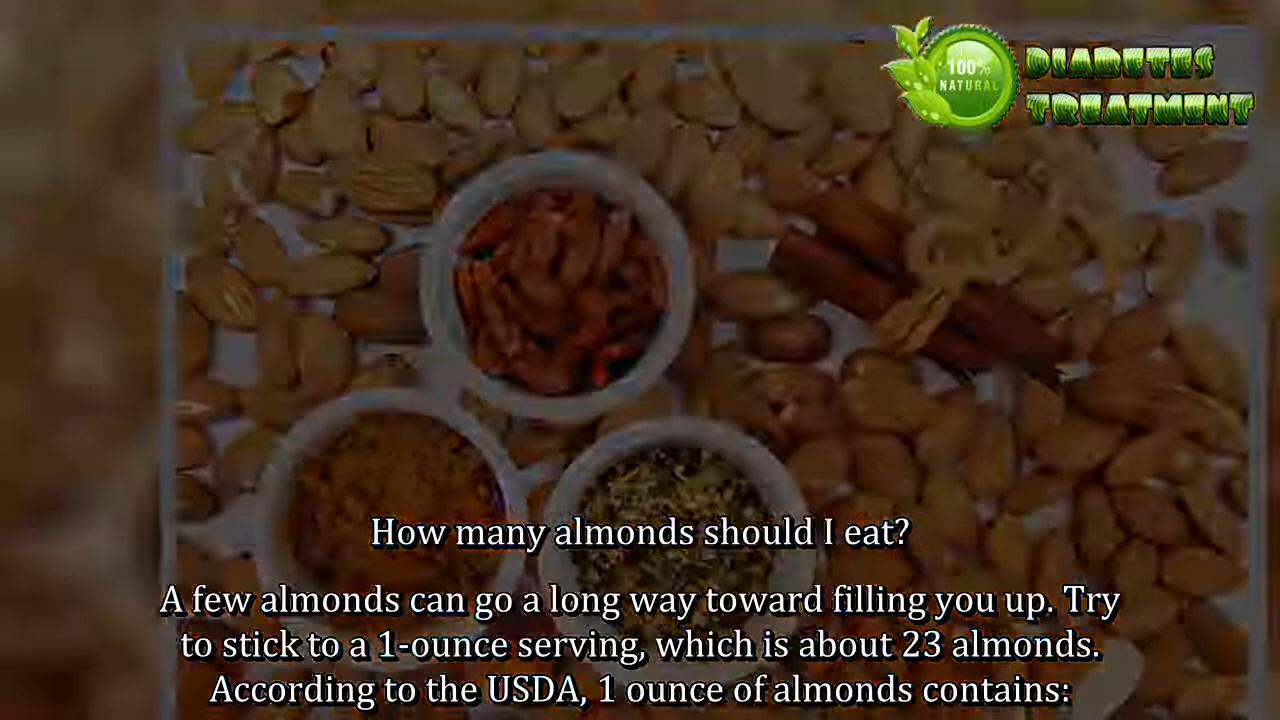 100%
NATURAL
DIABETES
TREATMENT
How many almonds should I eat?
A few almonds can go a long way toward filling you up. Try
to stick to a 1-ounce serving, which is about 23 almonds.
According to the USDA, 1 ounce of almonds contains: